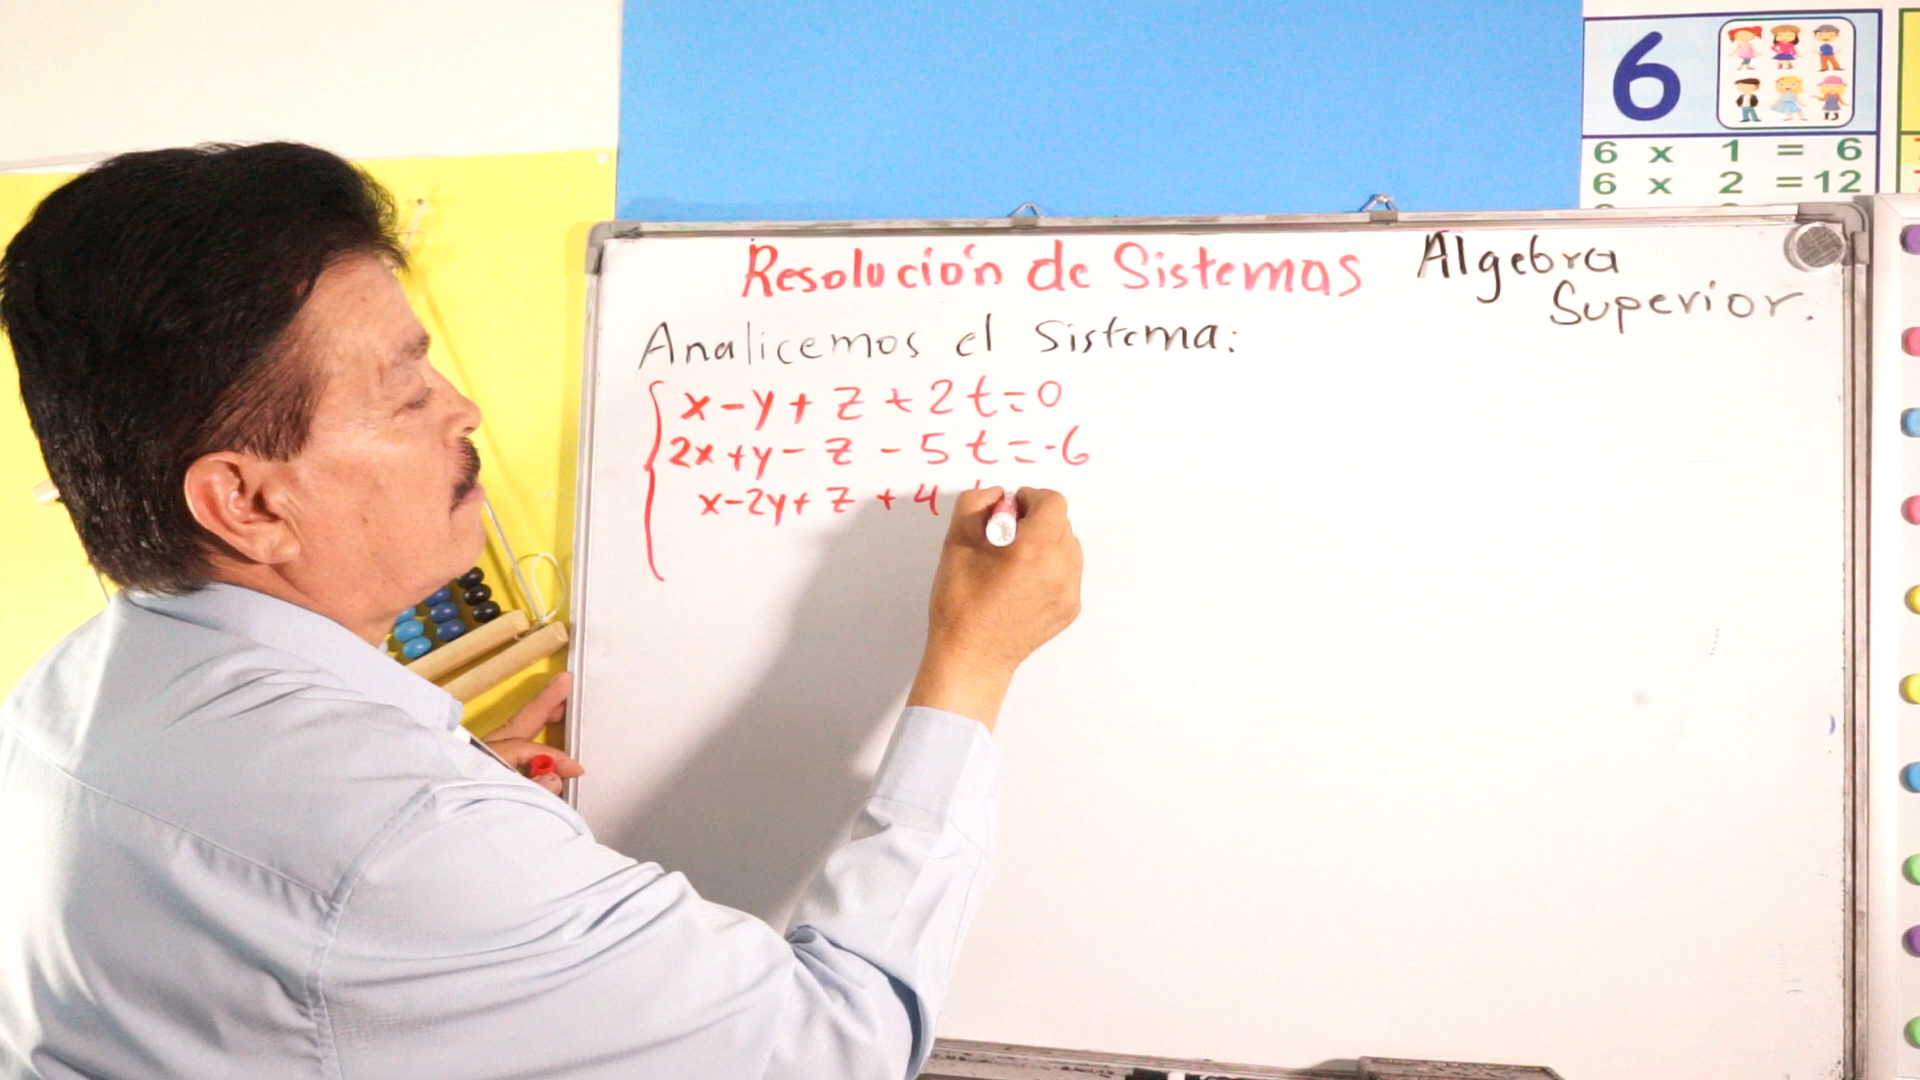 6
6 x 1 = 6
6 x 2 = 12
Resolución de Sistemas
Algebra
Superior.
Analicemos el Sistema:
x - y + z + 2t = 0
2x + y - z - 5t = -6
x - 2y + z + 4